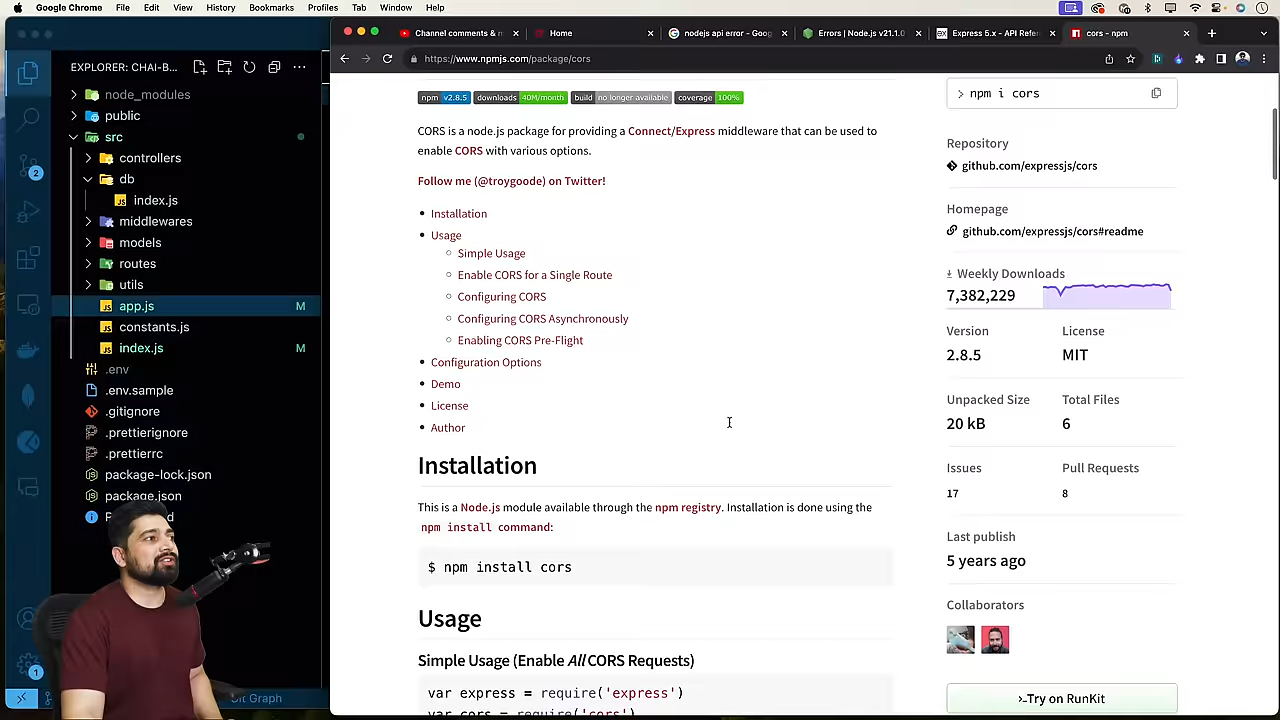 Google Chrome File Edit View History Bookmarks Profiles Tab Window Help
EXPLORER: CHAI-B...
node_modules
public
src
controllers
db
index.js
middlewares
models
routes
utils
app.js M
constants.js
index.js M
.env
.env.sample
.gitignore
.prettierignore
.prettierrc
package-lock.json
package.json
2
1
Git Graph
Channel comments & m
Home
nodejs api error - Goog
Errors | Node.js v21.1.0
Express 5.x - API Refer
cors - npm
https://www.npmjs.com/package/cors
npm v2.8.5 downloads 40M/month build no longer available coverage 100%
CORS is a node.js package for providing a Connect/Express middleware that can be used to
enable CORS with various options.
Follow me (@troygoode) on Twitter!
Installation
Usage
Simple Usage
Enable CORS for a Single Route
Configuring CORS
Configuring CORS Asynchronously
Enabling CORS Pre-Flight
Configuration Options
Demo
License
Author
Installation
This is a Node.js module available through the npm registry. Installation is done using the
npm install command:
$ npm install cors
Usage
Simple Usage (Enable All CORS Requests)
var express = require('express')
var cors = require('cors')
> npm i cors
Repository
github.com/expressjs/cors
Homepage
github.com/expressjs/cors#readme
Weekly Downloads
7,382,229
Version License
2.8.5 MIT
Unpacked Size Total Files
20 kB 6
Issues Pull Requests
17 8
Last publish
5 years ago
Collaborators
>_Try on RunKit